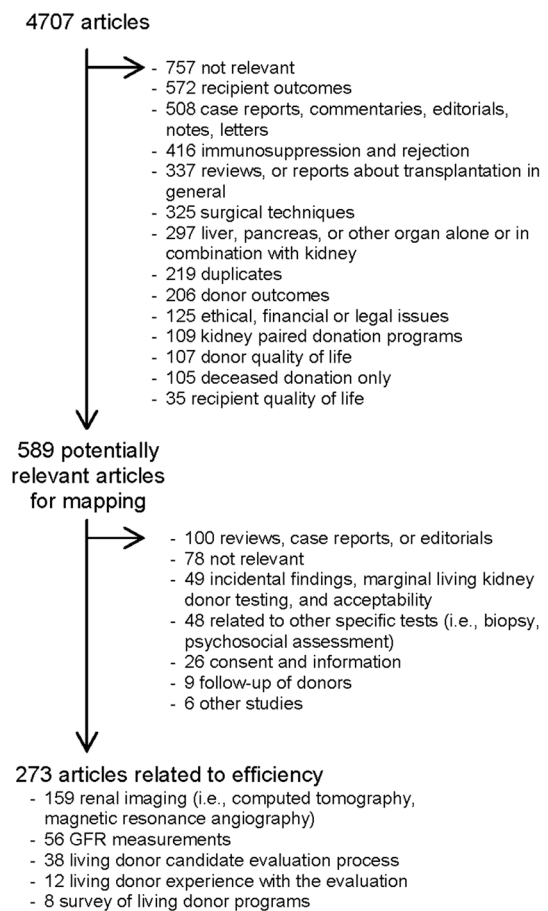 4707 articles
- 757 not relevant
- 572 recipient outcomes
- 508 case reports, commentaries, editorials,
notes, letters
- 416 immunosuppression and rejection
- 337 reviews, or reports about transplantation in
general
- 325 surgical techniques
- 297 liver, pancreas, or other organ alone or in
combination with kidney
- 219 duplicates
- 206 donor outcomes
- 125 ethical, financial or legal issues
- 109 kidney paired donation programs
- 107 donor quality of life
- 105 deceased donation only
- 35 recipient quality of life
589 potentially
relevant articles
for mapping
- 100 reviews, case reports, or editorials
- 78 not relevant
- 49 incidental findings, marginal living kidney
donor testing, and acceptability
- 48 related to other specific tests (i.e., biopsy,
psychosocial assessment)
- 26 consent and information
- 9 follow-up of donors
- 6 other studies
273 articles related to efficiency
- 159 renal imaging (i.e., computed tomography,
magnetic resonance angiography)
- 56 GFR measurements
- 38 living donor candidate evaluation process
- 12 living donor experience with the evaluation
- 8 survey of living donor programs